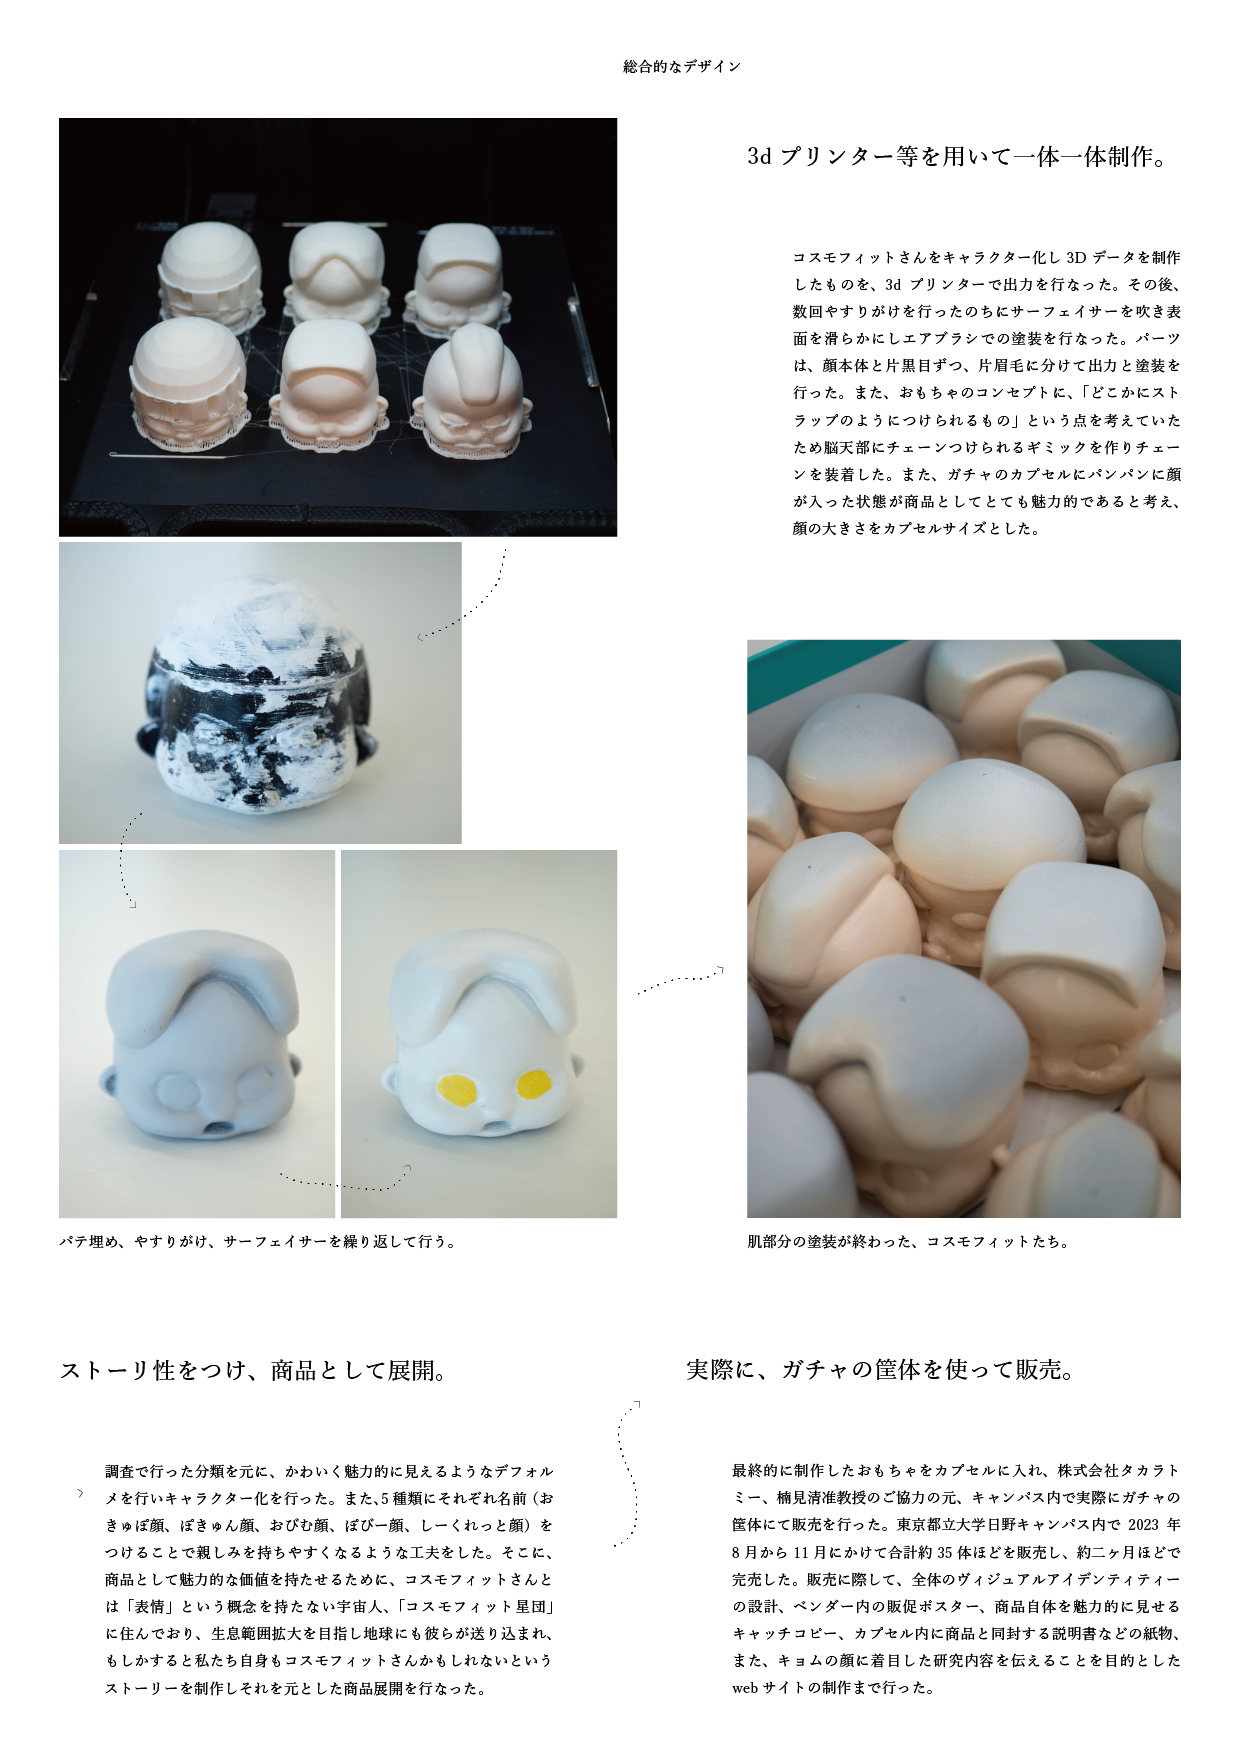 総合的なデザイン
3d プリンター等を用いて一体一体制作。
コスモフィットさんをキャラクター化し 3D データを制作
したものを、3d プリンターで出力を行なった。その後、
数回やすりがけを行ったのちにサーフェイサーを吹き表
面を滑らかにしエアブラシでの塗装を行なった。パーツ
は、顔本体と片黒目ずつ、片眉毛に分けて出力と塗装を
行った。また、おもちゃのコンセプトに、「どこかにスト
ラップのようにつけられるもの」という点を考えていた
ため脳天部にチェーンつけられるギミックを作りチェー
ンを装着した。また、ガチャのカプセルにパンパンに顔
が入った状態が商品としてとても魅力的であると考え、
顔の大きさをカプセルサイズとした。
パテ埋め、やすりがけ、サーフェイサーを繰り返して行う。
肌部分の塗装が終わった、コスモフィットたち。
ストーリ性をつけ、商品として展開。
調査で行った分類を元に、かわいく魅力的に見えるようなデフォル
メを行いキャラクター化を行った。また、5 種類にそれぞれ名前（お
きゅぽ顔、ぽきゅん顔、おびむ顔、ぽびー顔、しーくれっと顔）を
つけることで親しみを持ちやすくなるような工夫をした。そこに、
商品として魅力的な価値を持たせるために、コスモフィットさんと
は「表情」という概念を持たない宇宙人、「コスモフィット星団」
に住んでおり、生息範囲拡大を目指し地球にも彼らが送り込まれ、
もしかすると私たち自身もコスモフィットさんかもしれないという
ストーリーを制作しそれを元とした商品展開を行なった。
実際に、ガチャの筐体を使って販売。
最終的に制作したおもちゃをカプセルに入れ、株式会社タカラト
ミー、楠見清准教授のご協力の元、キャンパス内で実際にガチャの
筐体にて販売を行った。東京都立大学日野キャンパス内で 2023 年
8 月から 11 月にかけて合計約 35 体ほどを販売し、約二ヶ月ほどで
完売した。販売に際して、全体のヴィジュアルアイデンティティー
の設計、ベンダー内の販促ポスター、商品自体を魅力的に見せる
キャッチコピー、カプセル内に商品と同封する説明書などの紙物、
また、キョムの顔に着目した研究内容を伝えることを目的とした
web サイトの制作まで行った。